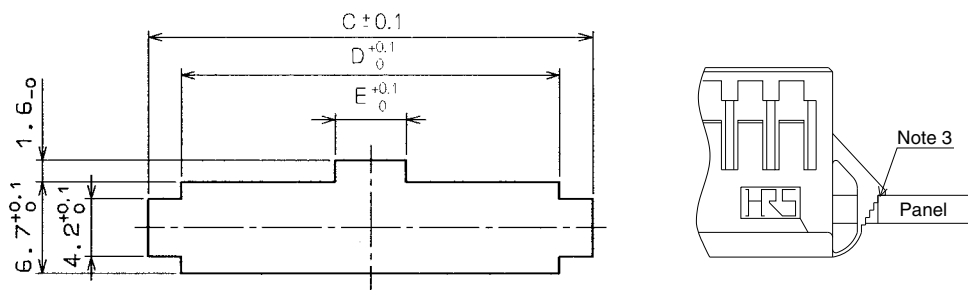 C ± 0.1
D +0.1 0
E +0.1 0
1.6 -0
6.7 +0.1 0
4.2 +0.1 0
Note 3
HRS
Panel